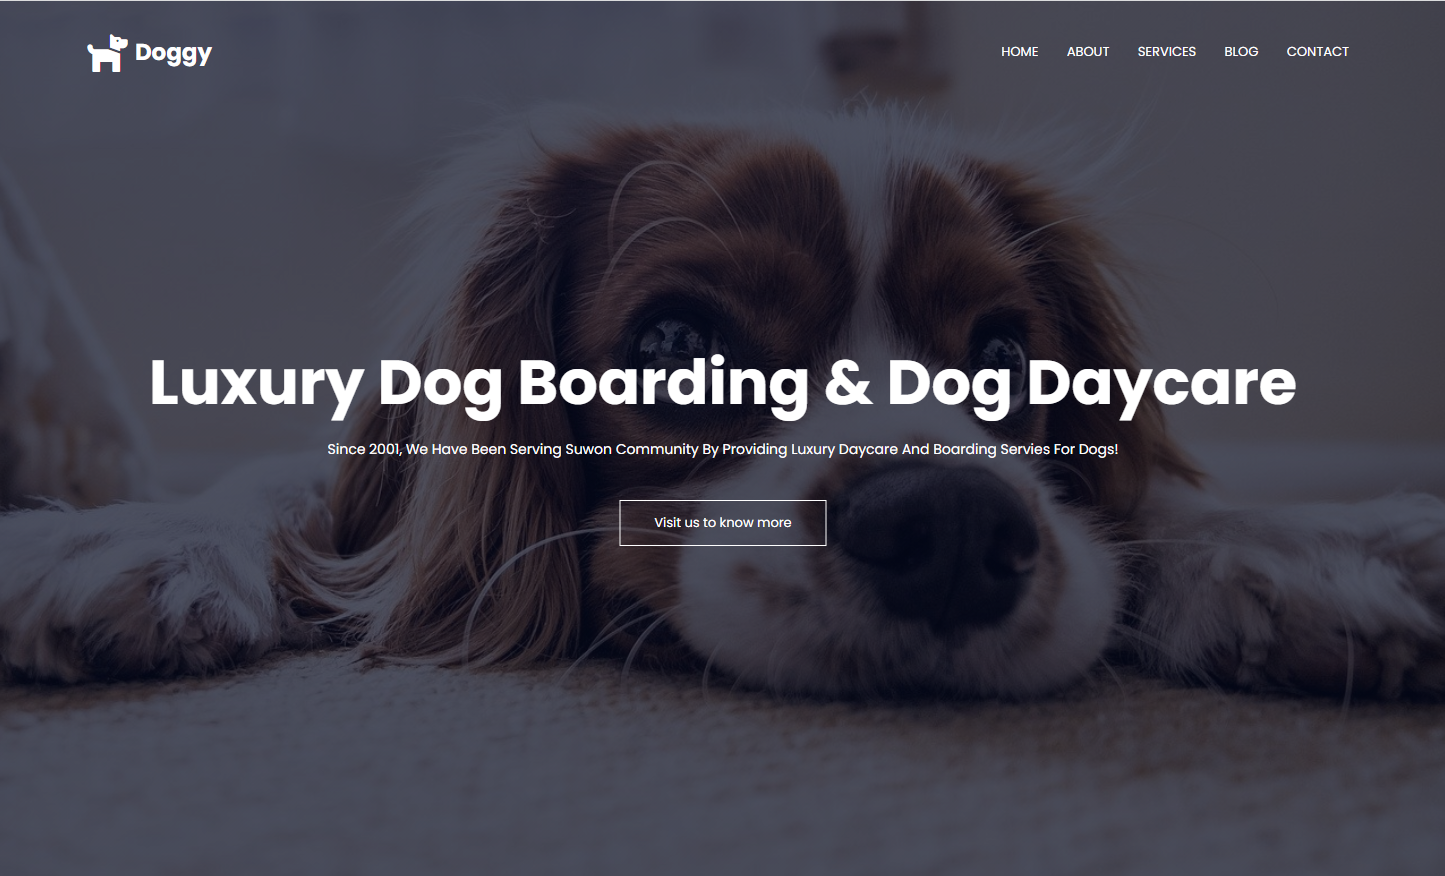 Doggy
HOME ABOUT SERVICES BLOG CONTACT
Luxury Dog Boarding & Dog Daycare
Since 2001, We Have Been Serving Suwon Community By Providing Luxury Daycare And Boarding Servies For Dogs!
Visit us to know more